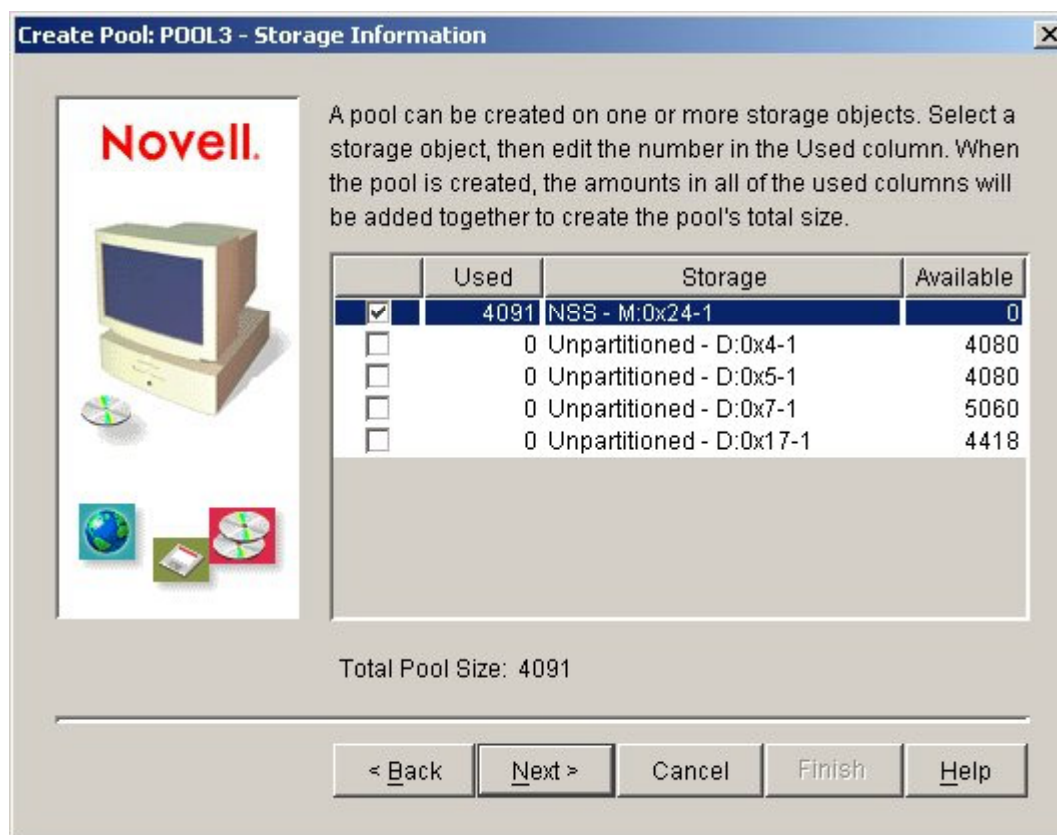 Create Pool: POOL3 - Storage Information
Novell.
A pool can be created on one or more storage objects. Select a
storage object, then edit the number in the Used column. When
the pool is created, the amounts in all of the used columns will
be added together to create the pool's total size.
Used Storage Available
4091 NSS - M:0x24-1 0
0 Unpartitioned - D:0x4-1 4080
0 Unpartitioned - D:0x5-1 4080
0 Unpartitioned - D:0x7-1 5060
0 Unpartitioned - D:0x17-1 4418
Total Pool Size: 4091
< Back Next > Cancel Finish Help